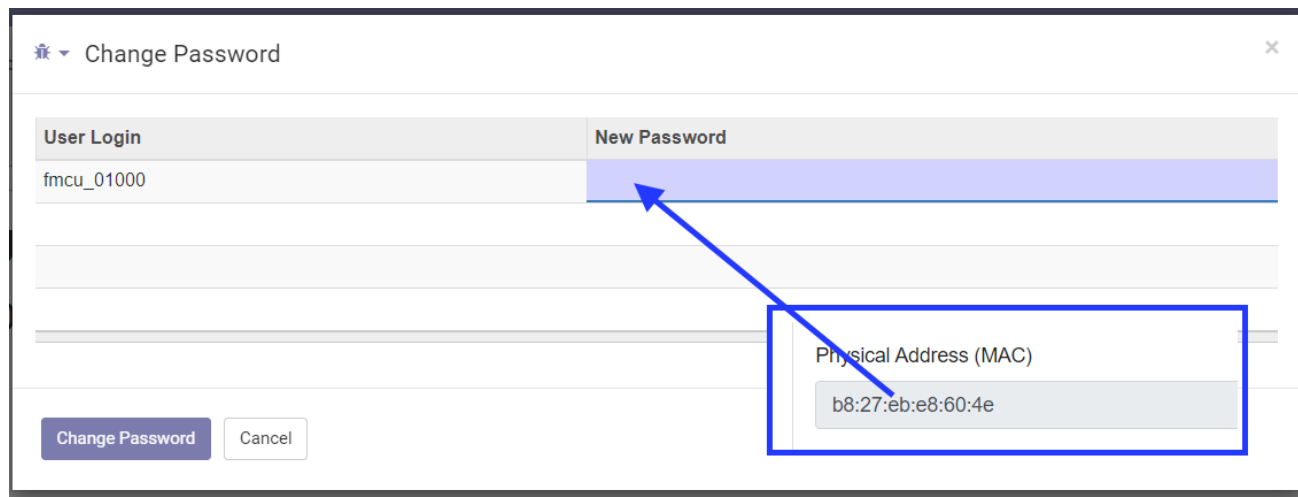 Change Password
User Login New Password
fmcu_01000
Physical Address (MAC)
b8:27:eb:e8:60:4e
Change Password Cancel